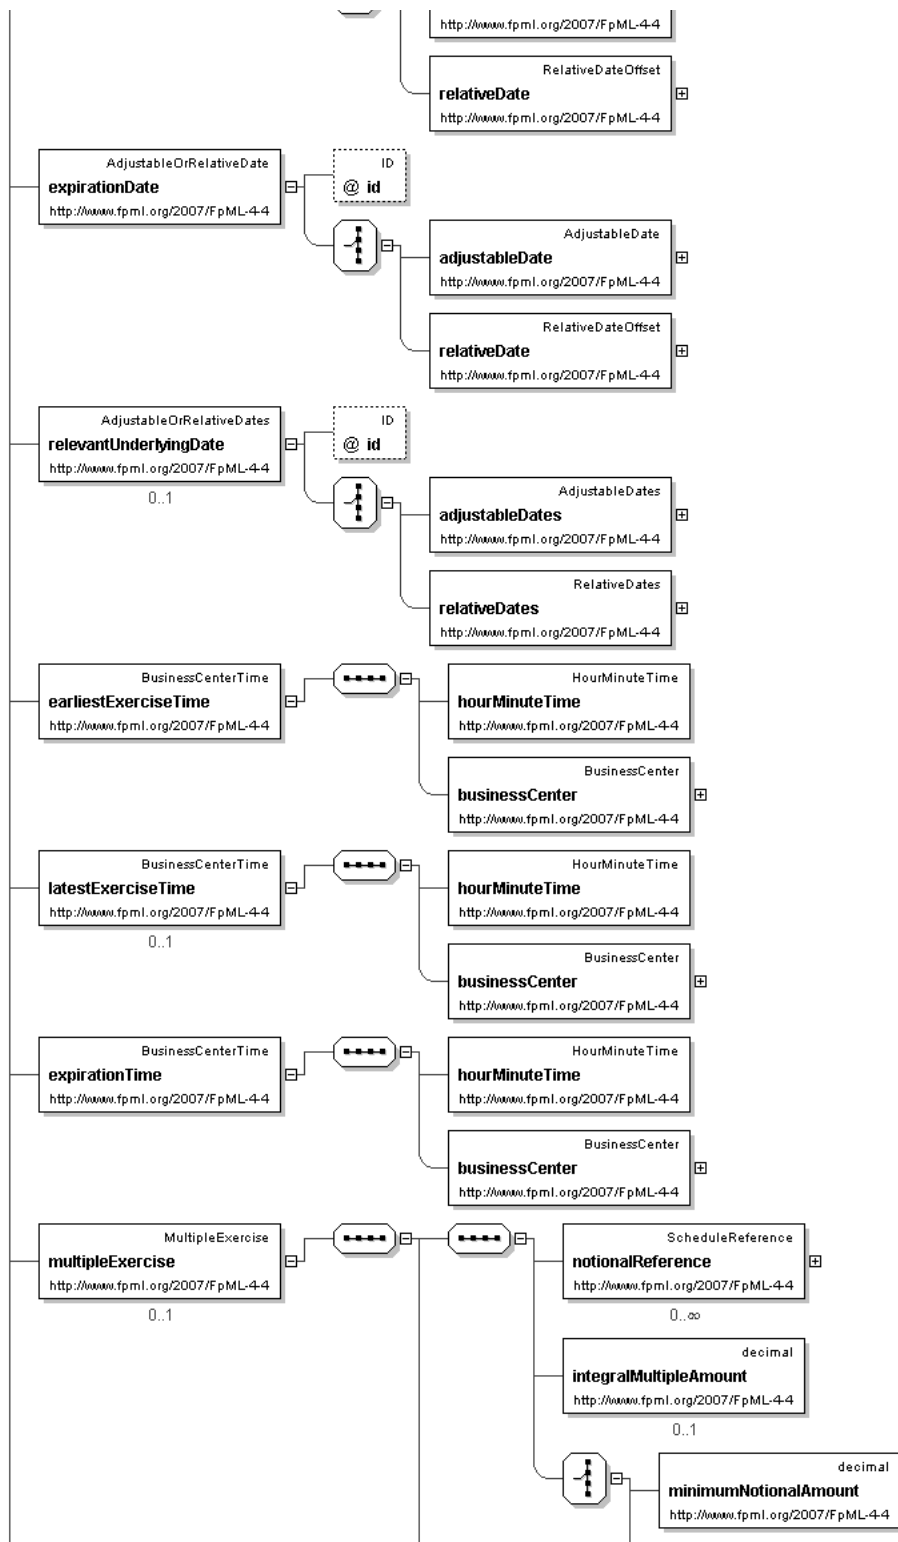 http://www.fpml.org/2007/FpML-4-4
RelativeDateOffset
relativeDate
http://www.fpml.org/2007/FpML-4-4
AdjustableOrRelativeDate
expirationDate
http://www.fpml.org/2007/FpML-4-4
ID
@ id
AdjustableDate
adjustableDate
http://www.fpml.org/2007/FpML-4-4
RelativeDateOffset
relativeDate
http://www.fpml.org/2007/FpML-4-4
AdjustableOrRelativeDates
relevantUnderlyingDate
http://www.fpml.org/2007/FpML-4-4
0..1
ID
@ id
AdjustableDates
adjustableDates
http://www.fpml.org/2007/FpML-4-4
RelativeDates
relativeDates
http://www.fpml.org/2007/FpML-4-4
BusinessCenterTime
earliestExerciseTime
http://www.fpml.org/2007/FpML-4-4
HourMinuteTime
hourMinuteTime
http://www.fpml.org/2007/FpML-4-4
BusinessCenter
businessCenter
http://www.fpml.org/2007/FpML-4-4
BusinessCenterTime
latestExerciseTime
http://www.fpml.org/2007/FpML-4-4
0..1
HourMinuteTime
hourMinuteTime
http://www.fpml.org/2007/FpML-4-4
BusinessCenter
businessCenter
http://www.fpml.org/2007/FpML-4-4
BusinessCenterTime
expirationTime
http://www.fpml.org/2007/FpML-4-4
HourMinuteTime
hourMinuteTime
http://www.fpml.org/2007/FpML-4-4
BusinessCenter
businessCenter
http://www.fpml.org/2007/FpML-4-4
MultipleExercise
multipleExercise
http://www.fpml.org/2007/FpML-4-4
0..1
ScheduleReference
notionalReference
http://www.fpml.org/2007/FpML-4-4
0..∞
decimal
integralMultipleAmount
http://www.fpml.org/2007/FpML-4-4
0..1
decimal
minimumNotionalAmount
http://www.fpml.org/2007/FpML-4-4